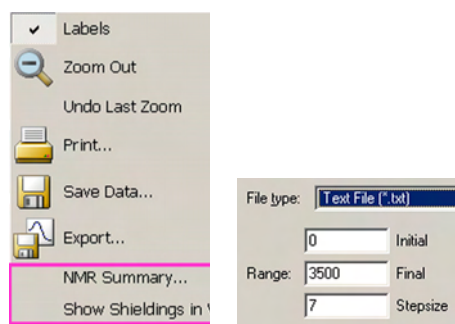 Labels
Zoom Out
Undo Last Zoom
Print...
Save Data...
Export...
NMR Summary...
Show Shieldings in
File type: Text File (*.txt)
0 Initial
Range: 3500 Final
7 Stepsize